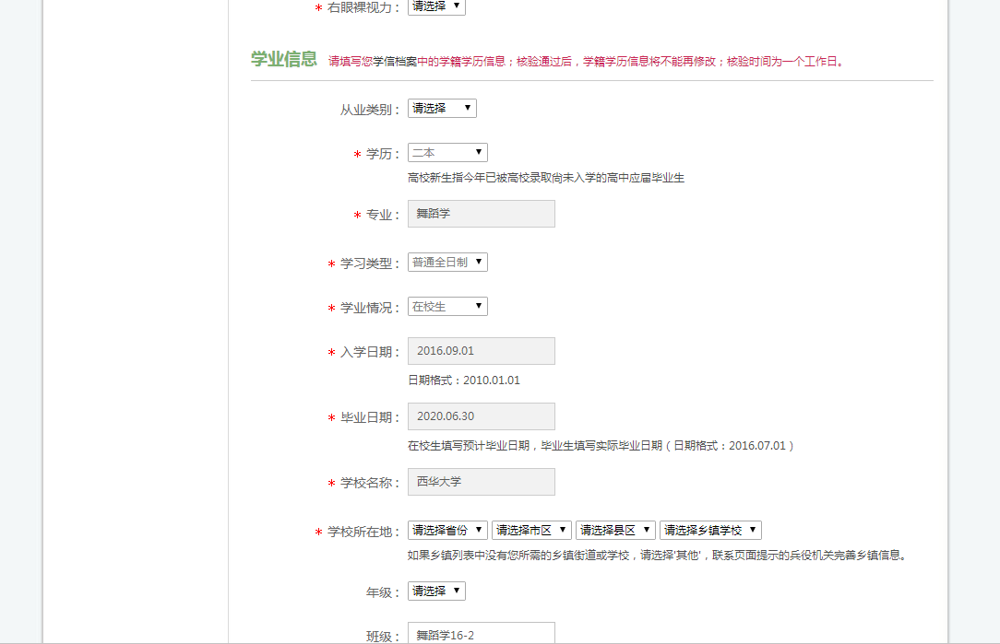 * 右眼裸视力： 请选择
学业信息 请填写您学信档案中的学籍学历信息；核验通过后，学籍学历信息将不能再修改；核验时间为一个工作日。
从业类别： 请选择
* 学历： 二本
高校新生指今年已被高校录取尚未入学的高中应届毕业生
* 专业： 舞蹈学
* 学习类型： 普通全日制
* 学业情况： 在校生
* 入学日期： 2016.09.01
日期格式：2010.01.01
* 毕业日期： 2020.06.30
在校生填写预计毕业日期，毕业生填写实际毕业日期（日期格式：2016.07.01）
* 学校名称： 西华大学
* 学校所在地： 请选择省份 请选择市区 请选择县区 请选择乡镇学校
如果乡镇列表中没有您所需的乡镇街道或学校，请选择'其他'，联系页面提示的兵役机关完善乡镇信息。
年级： 请选择
班级： 舞蹈学16-2